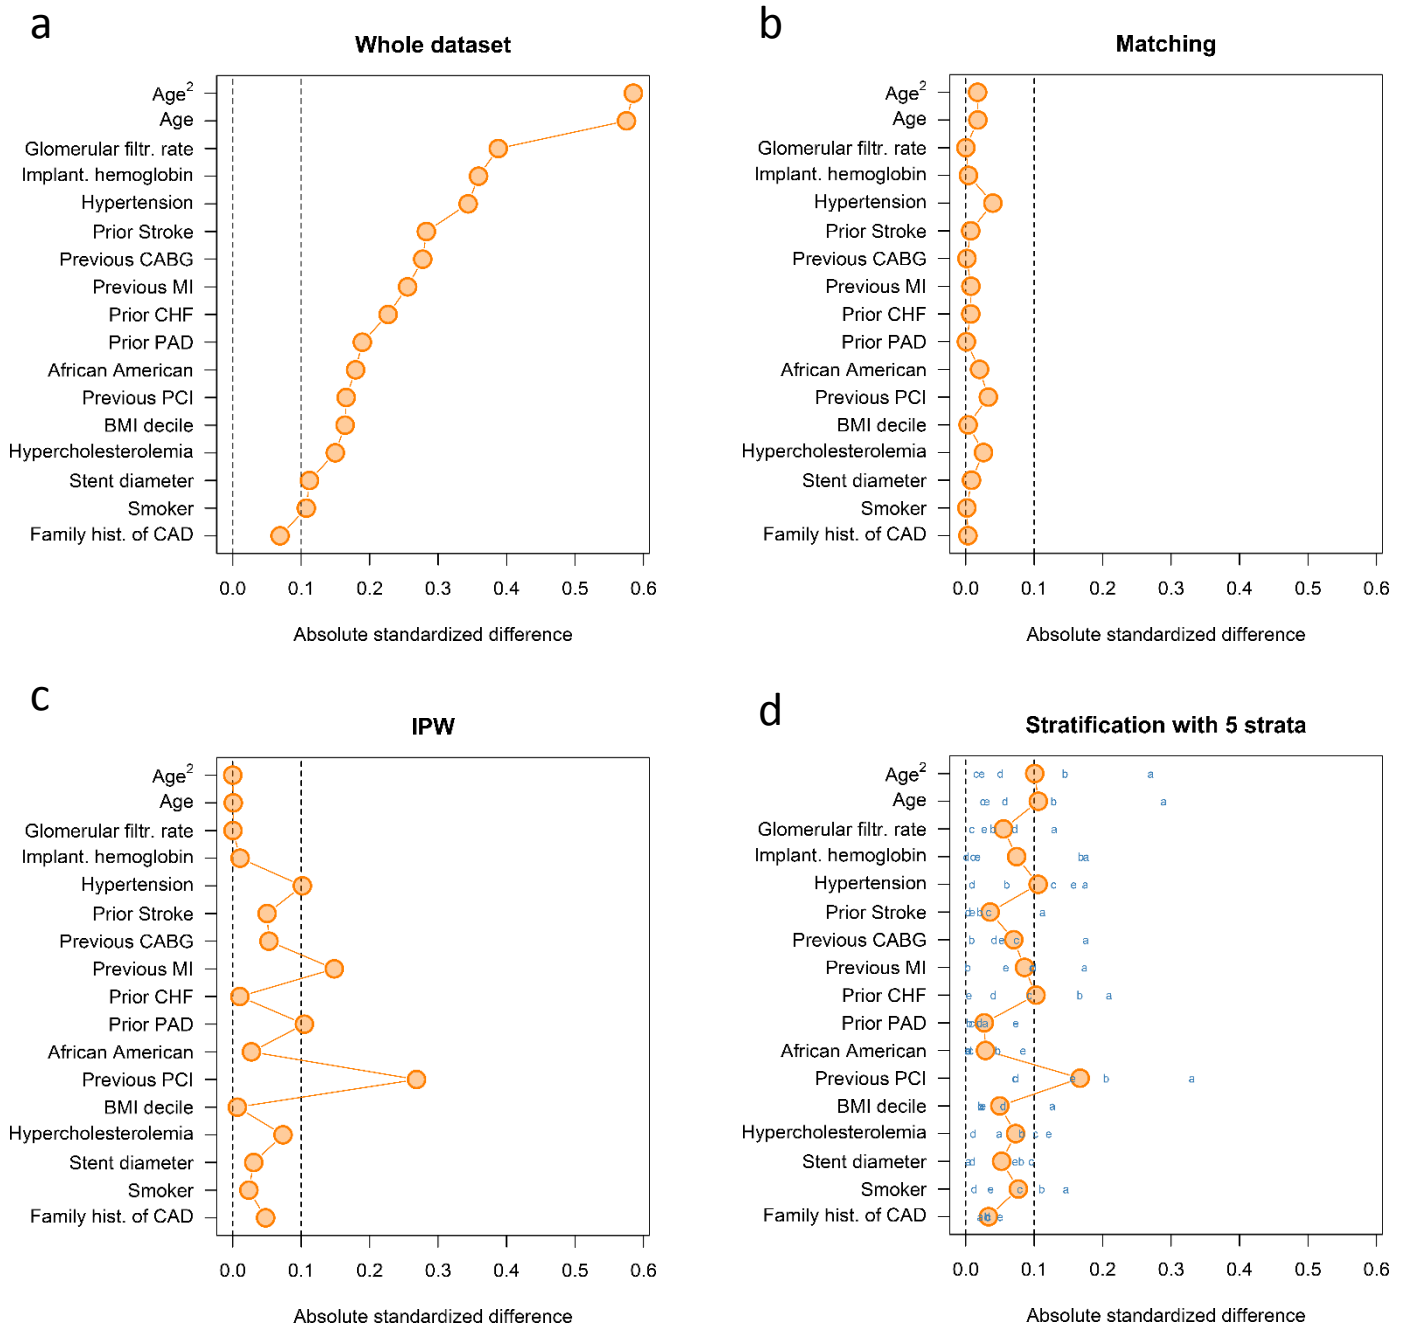 a
Whole dataset
Age²
Age
Glomerular filtr. rate
Implant. hemoglobin
Hypertension
Prior Stroke
Previous CABG
Previous MI
Prior CHF
Prior PAD
African American
Previous PCI
BMI decile
Hypercholesterolemia
Stent diameter
Smoker
Family hist. of CAD
0.0 0.1 0.2 0.3 0.4 0.5 0.6
Absolute standardized difference
b
Matching
Age²
Age
Glomerular filtr. rate
Implant. hemoglobin
Hypertension
Prior Stroke
Previous CABG
Previous MI
Prior CHF
Prior PAD
African American
Previous PCI
BMI decile
Hypercholesterolemia
Stent diameter
Smoker
Family hist. of CAD
0.0 0.1 0.2 0.3 0.4 0.5 0.6
Absolute standardized difference
c
IPW
Age²
Age
Glomerular filtr. rate
Implant. hemoglobin
Hypertension
Prior Stroke
Previous CABG
Previous MI
Prior CHF
Prior PAD
African American
Previous PCI
BMI decile
Hypercholesterolemia
Stent diameter
Smoker
Family hist. of CAD
0.0 0.1 0.2 0.3 0.4 0.5 0.6
Absolute standardized difference
d
Stratification with 5 strata
Age² c e d b a
Age c e d b a
Glomerular filtr. rate c e b d a
Implant. hemoglobin d c e b a
Hypertension d b c e a
Prior Stroke d e b c a
Previous CABG b d e c a
Previous MI b e a
Prior CHF e d c b a
Prior PAD b c d a e
African American c b e
Previous PCI c d e b a
BMI decile d a
Hypercholesterolemia d a b c e
Stent diameter a d e b c
Smoker d e c b a
Family hist. of CAD a e
0.0 0.1 0.2 0.3 0.4 0.5 0.6
Absolute standardized difference